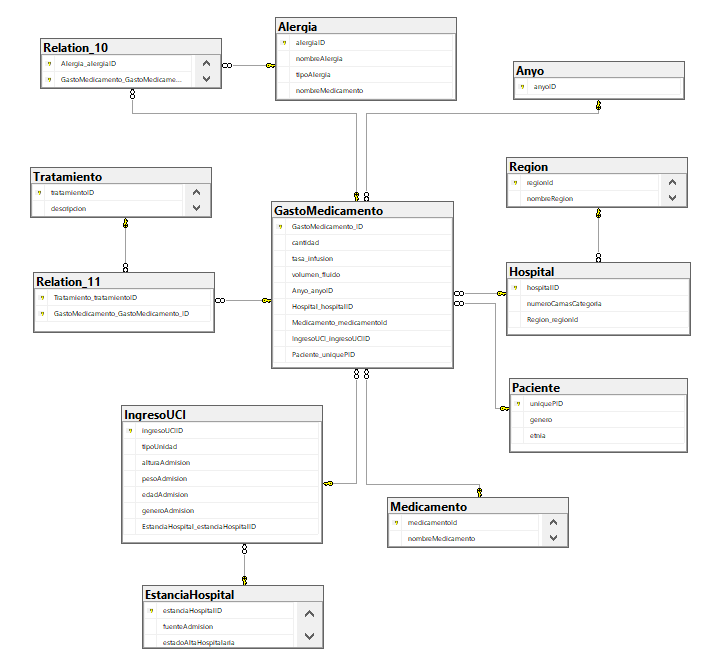 Alergia
alergiaID
nombreAlergia
tipoAlergia
nombreMedicamento
Relation_10
Alergia_alergiaID
GastoMedicamento_GastoMedicame...
Anyo
anyoID
Tratamiento
tratamientoID
descripcion
Region
regionId
nombreRegion
GastoMedicamento
GastoMedicamento_ID
cantidad
tasa_infusion
volumen_fluido
Anyo_anyoID
Hospital_hospitalID
Medicamento_medicamentoId
IngresoUCI_ingresoUCIID
Paciente_uniquePID
Relation_11
Tratamiento_tratamientoID
GastoMedicamento_GastoMedicamento_ID
Hospital
hospitalID
numeroCamasCategoria
Region_regionId
Paciente
uniquePID
genero
etnia
IngresoUCI
ingresoUCIID
tipoUnidad
alturaAdmision
pesoAdmision
edadAdmision
generoAdmision
EstanciaHospital_estanciaHospitalID
Medicamento
medicamentoId
nombreMedicamento
EstanciaHospital
estanciaHospitalID
fuenteAdmision
estadoAltaHospitalaria